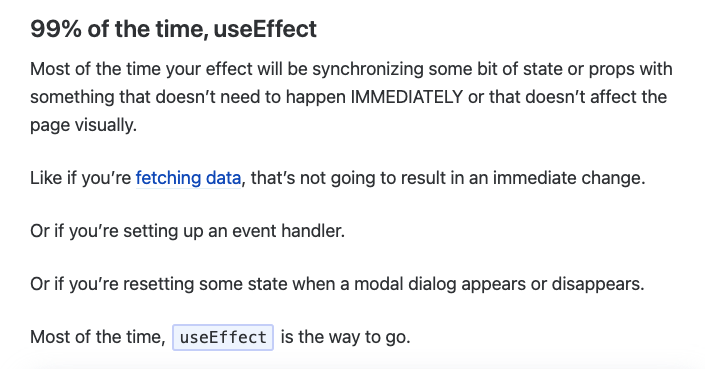 99% of the time, useEffect
Most of the time your effect will be synchronizing some bit of state or props with
something that doesn’t need to happen IMMEDIATELY or that doesn’t affect the
page visually.
Like if you’re fetching data, that’s not going to result in an immediate change.
Or if you’re setting up an event handler.
Or if you’re resetting some state when a modal dialog appears or disappears.
Most of the time, useEffect is the way to go.